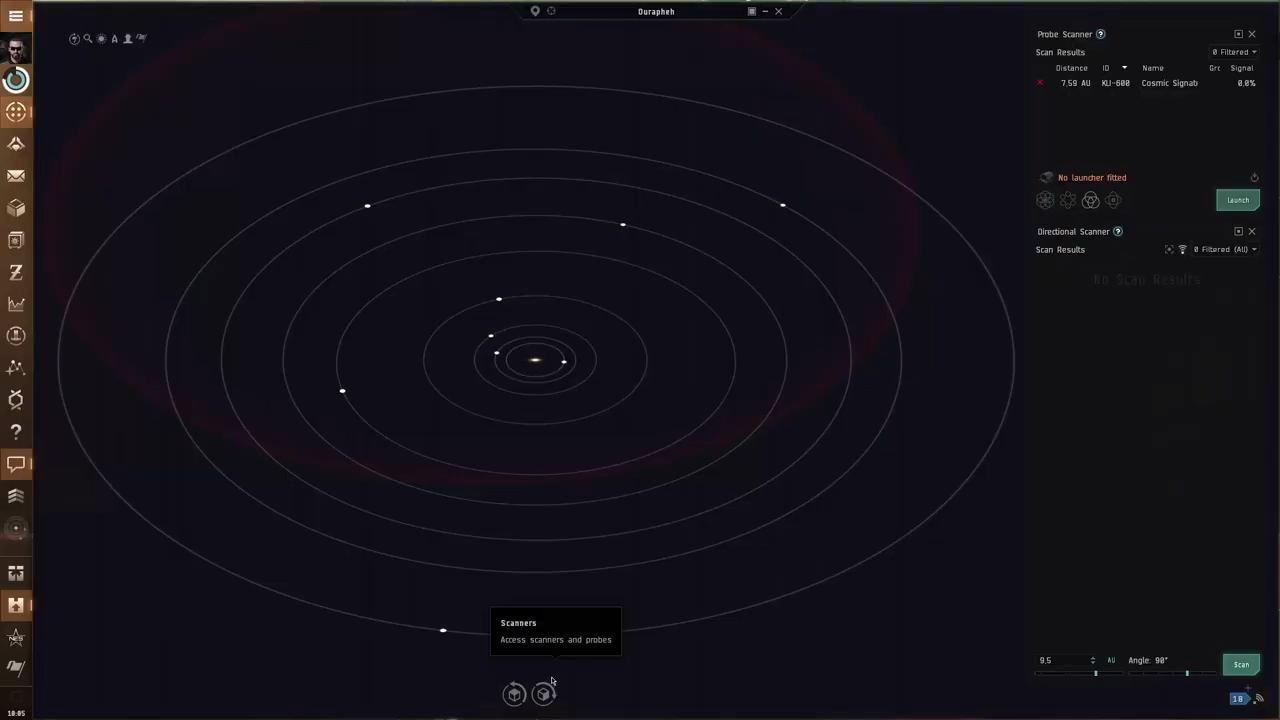 Durapheh
Probe Scanner
Scan Results
0 Filtered
Distance ID Name Grc Signal
7,59 AU KLI-600 Cosmic Signat 0,0%
No launcher fitted
Launch
Directional Scanner
Scan Results
0 Filtered (All)
No Scan Results
Scanners
Access scanners and probes
9.5 AU Angle: 90°
Scan
18
10:05